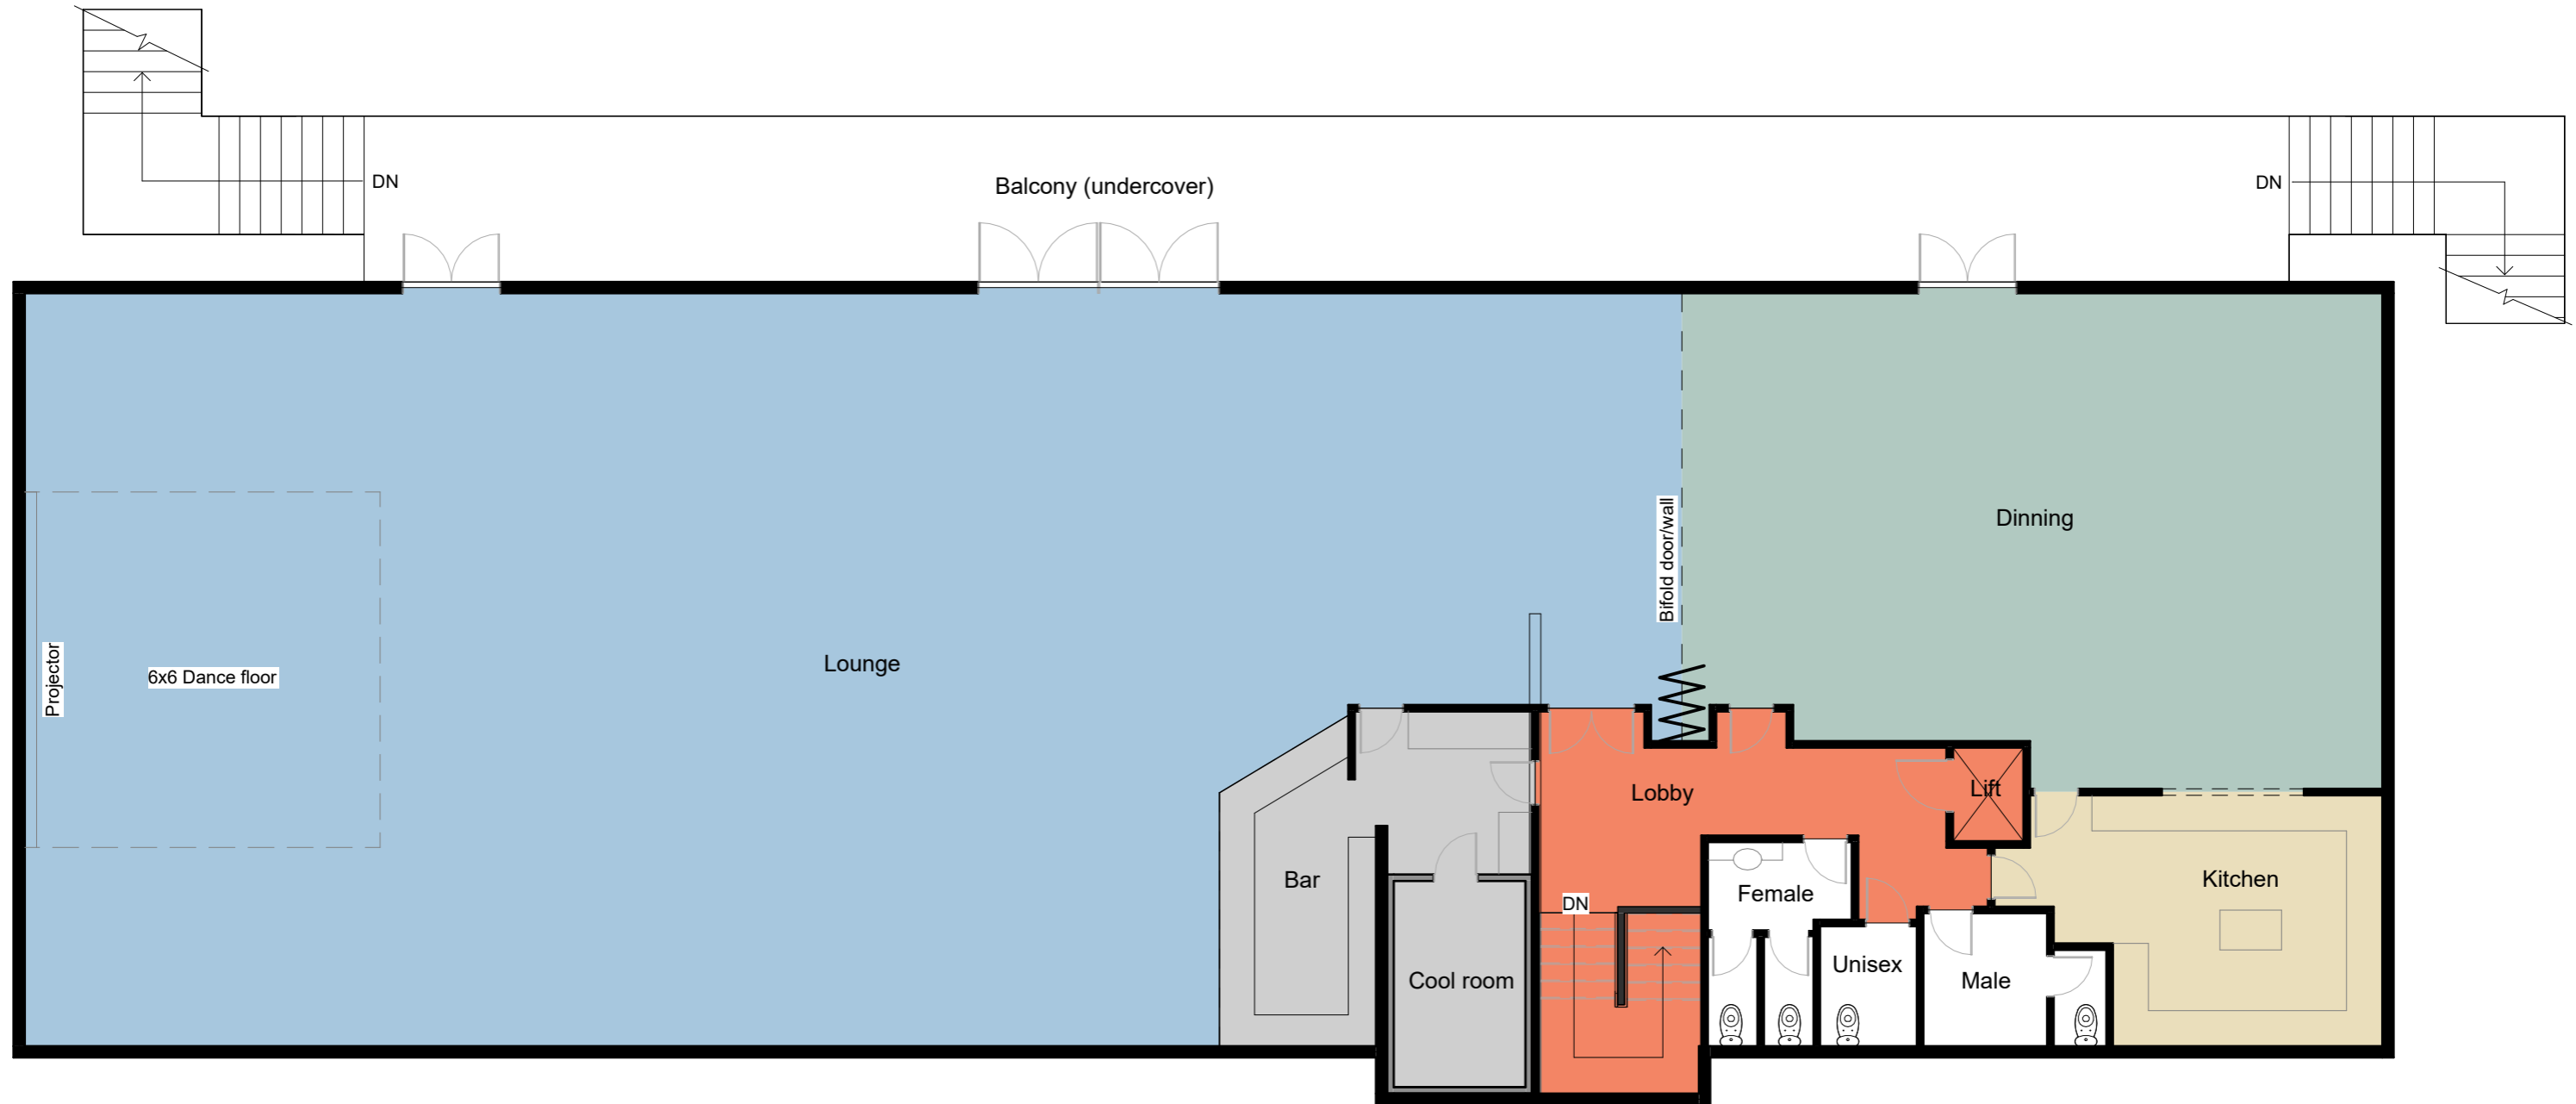 DN
Balcony (undercover)
DN
Bifold door/wall
Dinning
Lounge
Projector
6x6 Dance floor
Lobby
Lift
Bar
Female
Kitchen
DN
Cool room
Unisex
Male